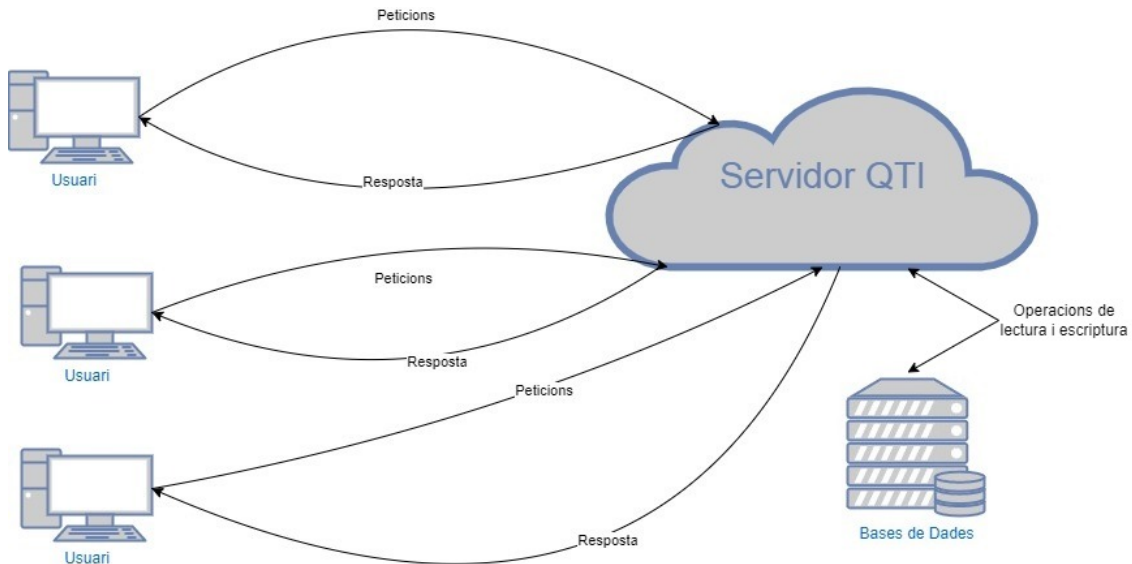 Peticions
Usuari
Resposta
Servidor QTI
Peticions
Usuari
Resposta
Operacions de
lectura i escriptura
Peticions
Usuari
Resposta
Bases de Dades